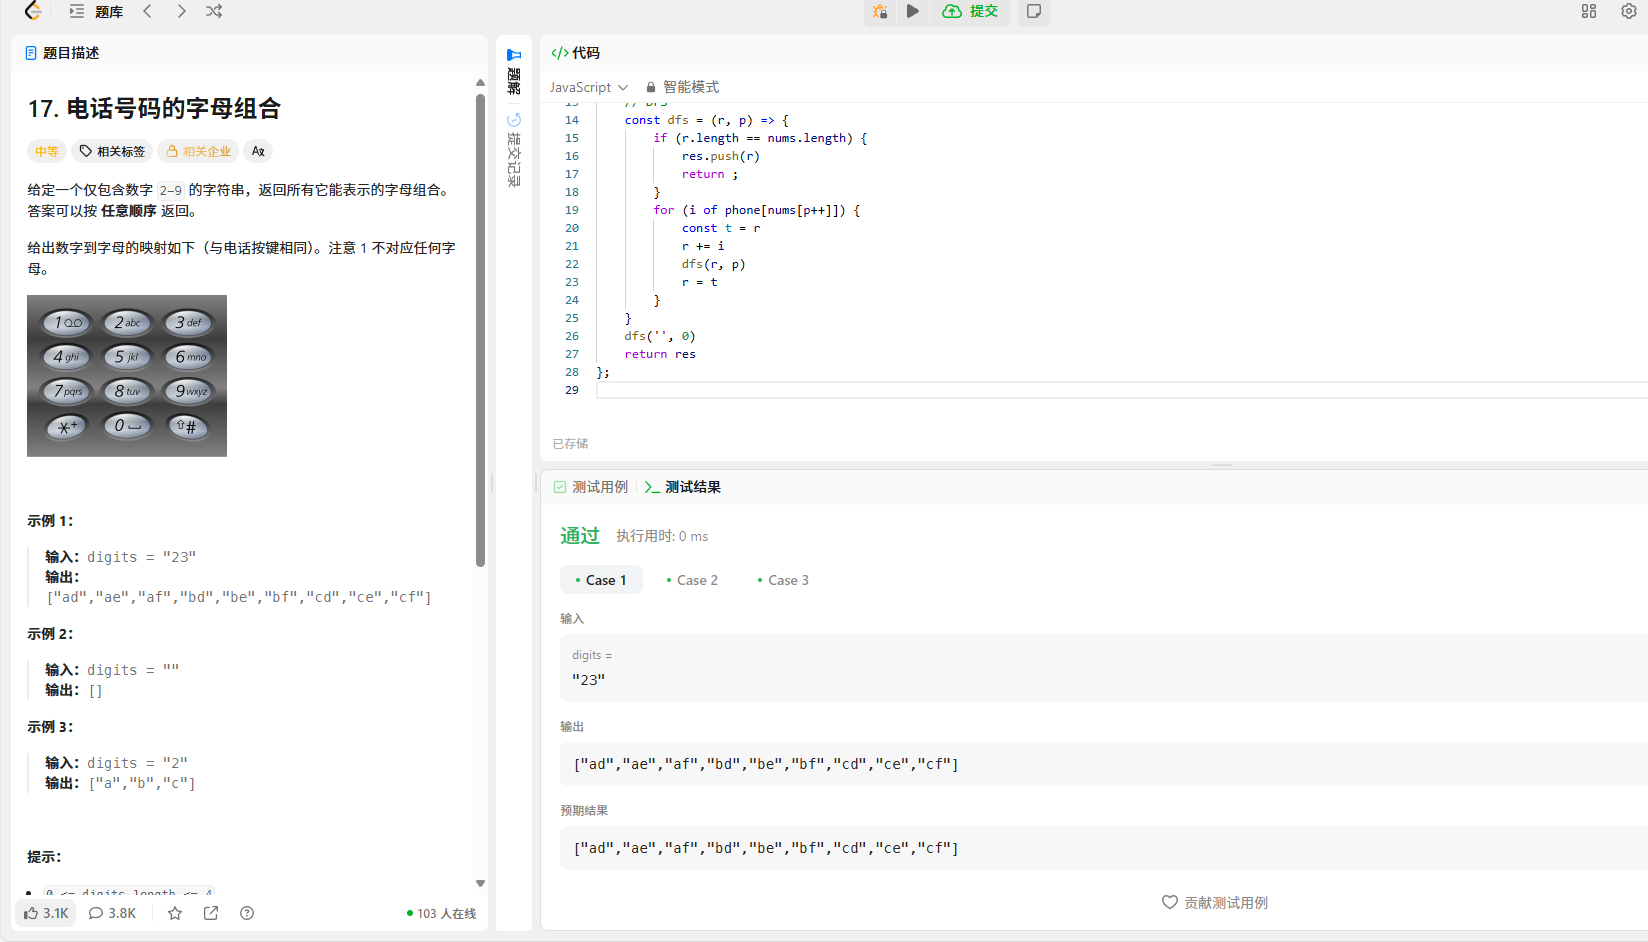 题库
提交
题目描述
17. 电话号码的字母组合
中等 相关标签 相关企业
给定一个仅包含数字 2-9 的字符串，返回所有它能表示的字母组合。
答案可以按 任意顺序 返回。
给出数字到字母的映射如下（与电话按键相同）。注意 1 不对应任何字
母。
1 2 abc 3 def
4 ghi 5 jkl 6 mno
7 pqrs 8 tuv 9 wxyz
*+ 0 #
示例 1：
输入：digits = "23"
输出：
["ad","ae","af","bd","be","bf","cd","ce","cf"]
示例 2：
输入：digits = ""
输出：[]
示例 3：
输入：digits = "2"
输出：["a","b","c"]
提示：
0 <= digits.length <= 4
3.1K 3.8K 103 人在线
题解
提交记录
</> 代码
JavaScript 智能模式
13 // DFS
14 const dfs = (r, p) => {
15 if (r.length == nums.length) {
16 res.push(r)
17 return ;
18 }
19 for (i of phone[nums[p++]]) {
20 const t = r
21 r += i
22 dfs(r, p)
23 r = t
24 }
25 }
26 dfs('', 0)
27 return res
28 };
29
已存储
测试用例 >_ 测试结果
通过 执行用时: 0 ms
Case 1 Case 2 Case 3
输入
digits =
"23"
输出
["ad","ae","af","bd","be","bf","cd","ce","cf"]
预期结果
["ad","ae","af","bd","be","bf","cd","ce","cf"]
贡献测试用例